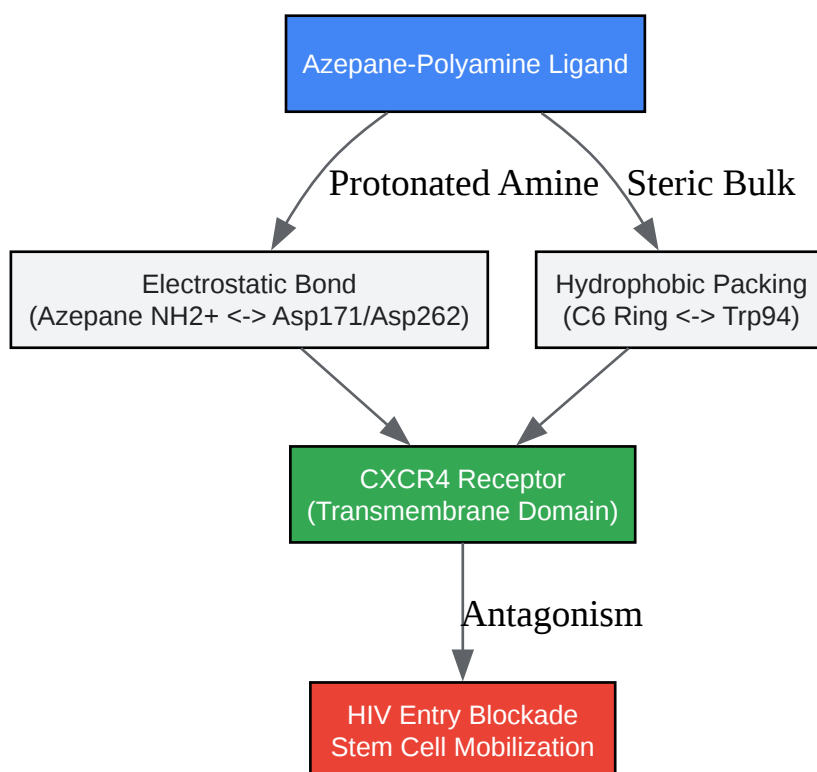 Azepane-Polyamine Ligand
Protonated Amine
Steric Bulk
Electrostatic Bond
(Azepane NH2+ <-> Asp171/Asp262)
Hydrophobic Packing
(C6 Ring <-> Trp94)
CXCR4 Receptor
(Transmembrane Domain)
Antagonism
HIV Entry Blockade
Stem Cell Mobilization